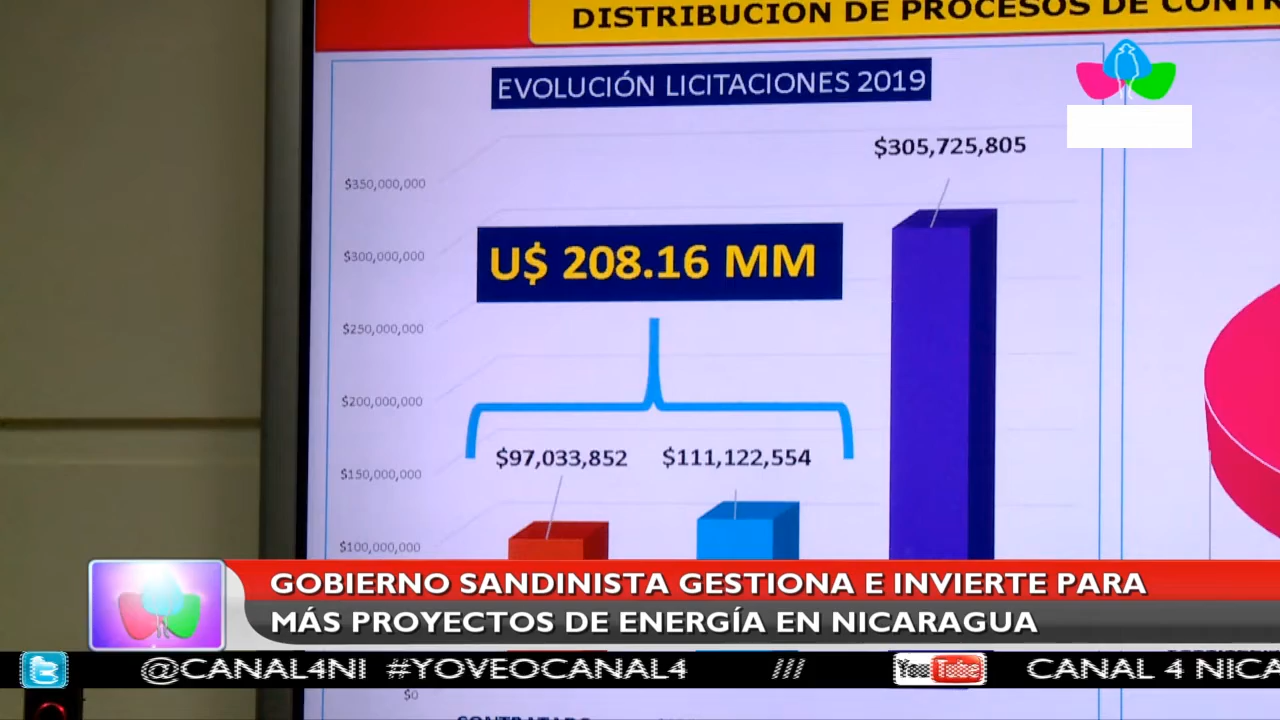 DISTRIBUCION DE PROCESOS DE
EVOLUCIÓN LICITACIONES 2019
$305,725,805
$350,000,000
$300,000,000
$250,000,000
$200,000,000
$150,000,000
$100,000,000
$0
U$ 208.16 MM
$97,033,852 $111,122,554
GOBIERNO SANDINISTA GESTIONA E INVIERTE PARA
MÁS PROYECTOS DE ENERGÍA EN NICARAGUA
@CANAL4NI #YOVEOCANAL4 /// YouTube CANAL 4 NICA